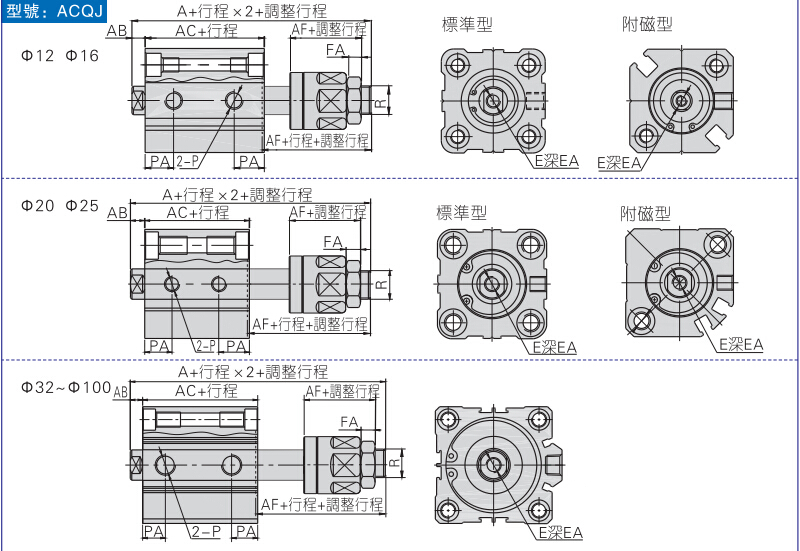 型號: ACQJ
A+行程×2+調整行程
AB
AC+行程
AF+調整行程
FA
Φ12 Φ16
標準型
附磁型
R
AF+行程+調整行程
PA
2-P
PA
E深EA
E深EA
A+行程×2+調整行程
AB
AC+行程
AF+調整行程
FA
Φ20 Φ25
標準型
附磁型
R
AF+行程+調整行程
PA
2-P
PA
E深EA
E深EA
A+行程×2+調整行程
Φ32~Φ100
AB
AC+行程
AF+調整行程
FA
R
AF+行程+調整行程
PA
2-P
PA
E深EA